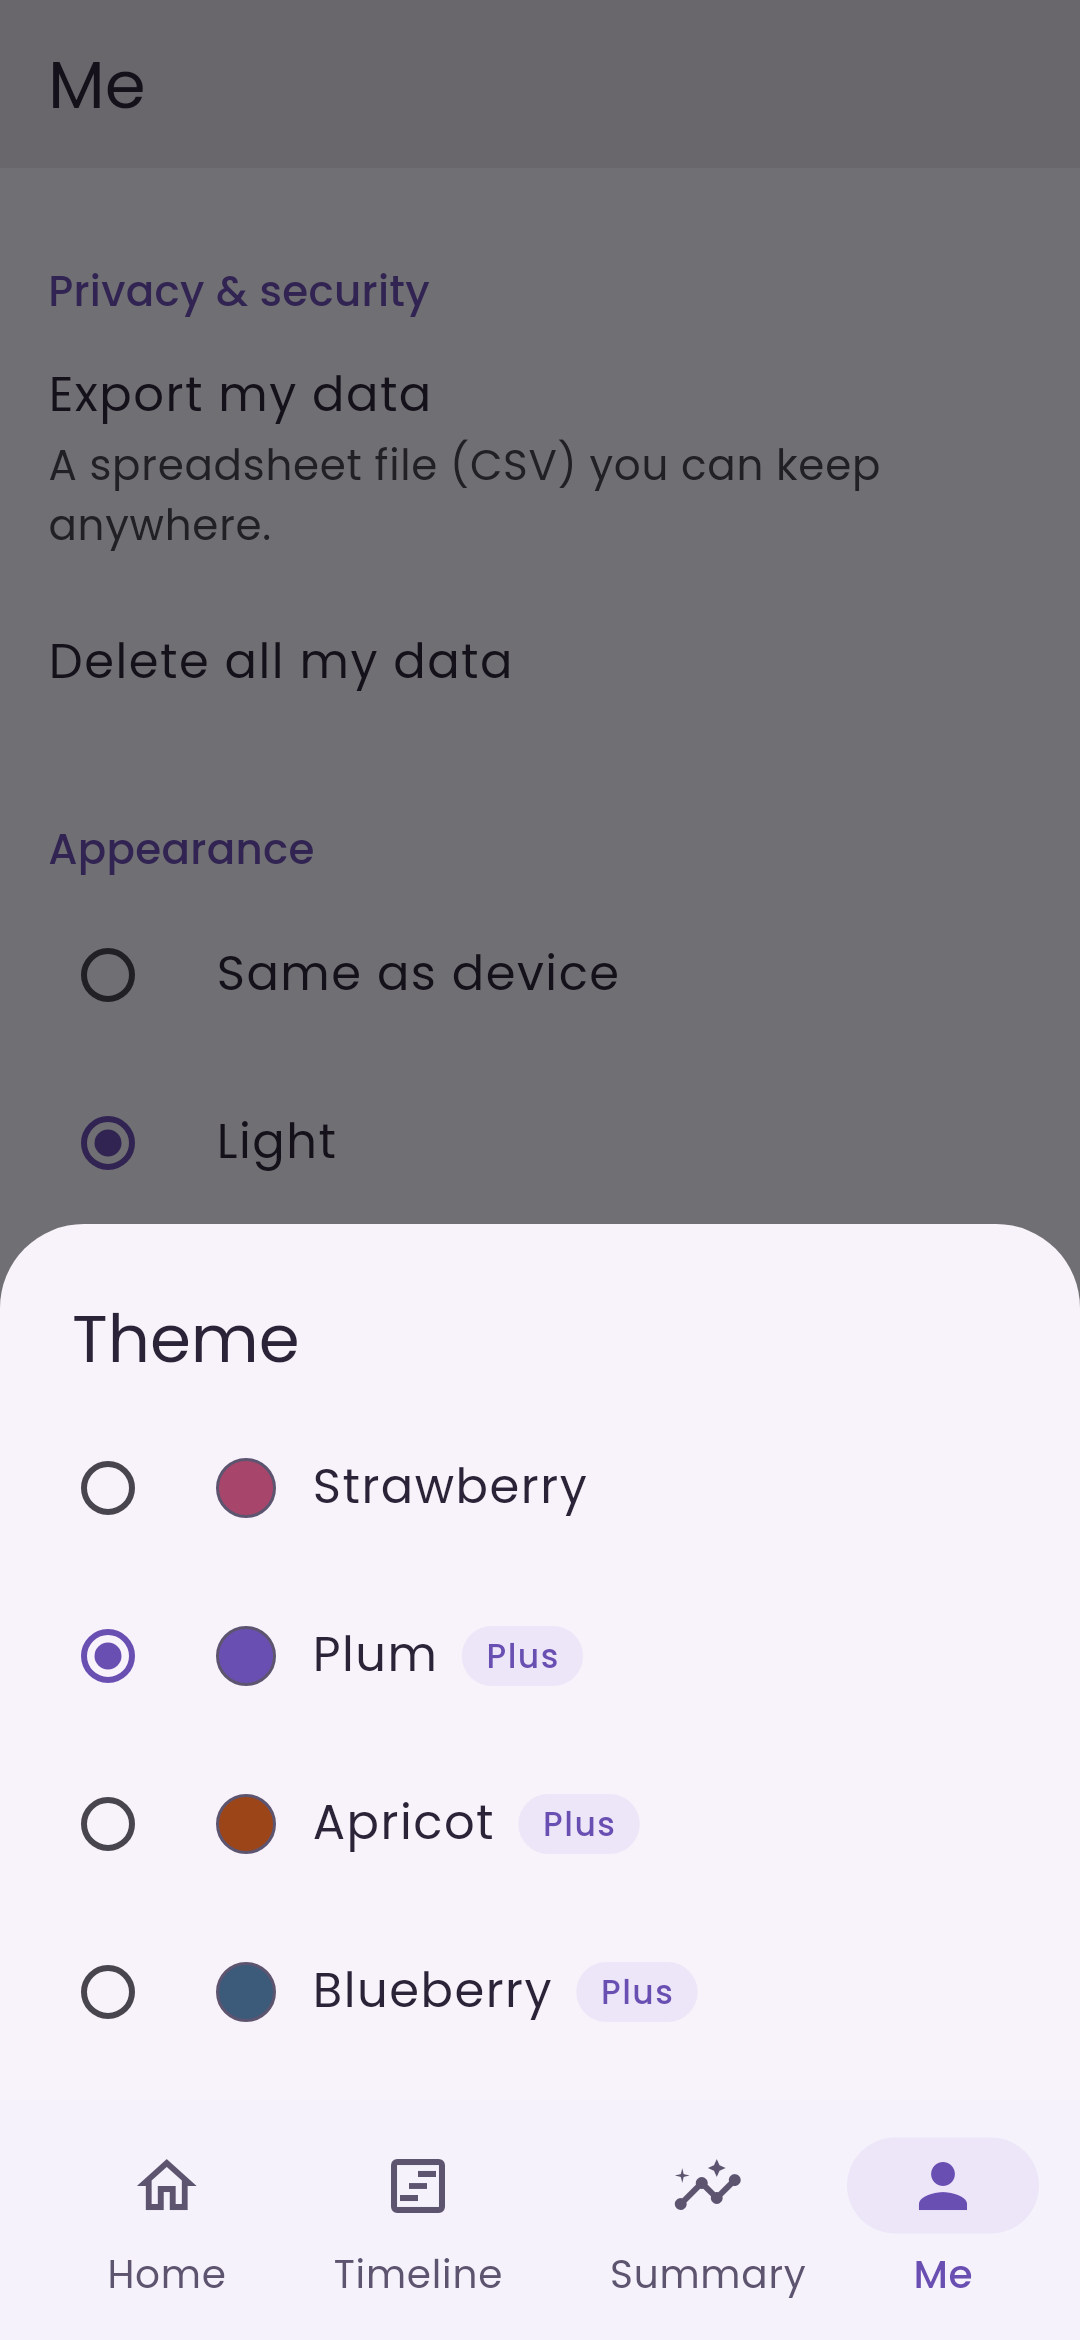 Me
Privacy & security
Export my data
A spreadsheet file (CSV) you can keep
anywhere.
Delete all my data
Appearance
Same as device
Light
Theme
Strawberry
Plum Plus
Apricot Plus
Blueberry Plus
Home Timeline Summary Me